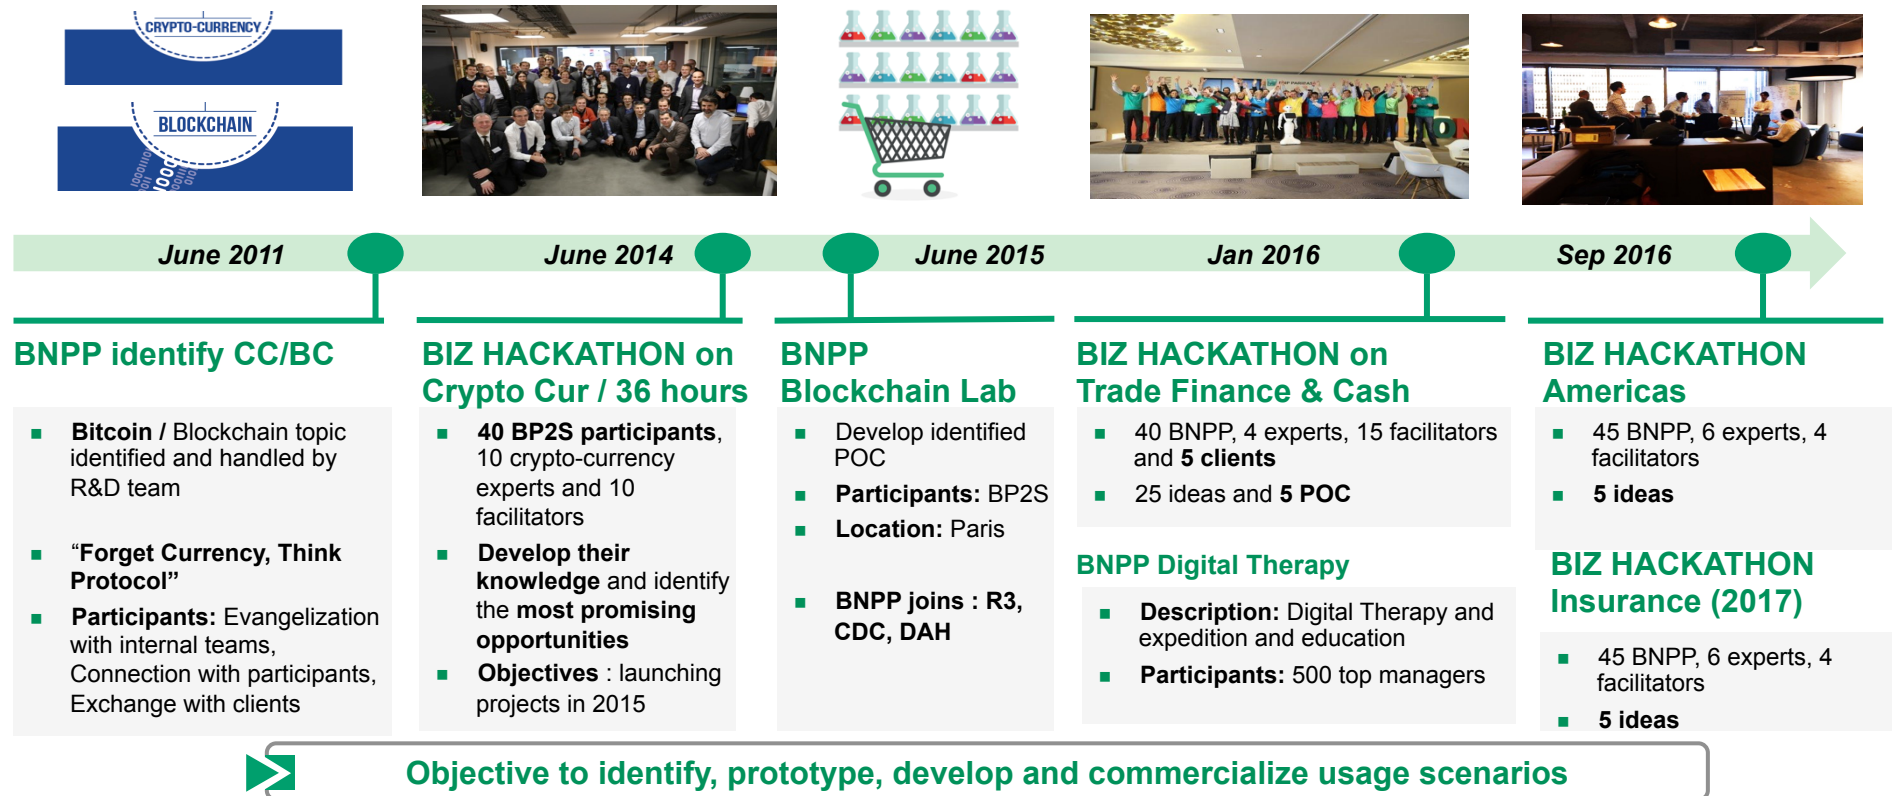 CRYPTO-CURRENCY
BLOCKCHAIN
June 2011
June 2014
June 2015
Jan 2016
Sep 2016
BNPP identify CC/BC
▪ Bitcoin / Blockchain topic
identified and handled by
R&D team
▪ “Forget Currency, Think
Protocol”
▪ Participants: Evangelization
with internal teams,
Connection with participants,
Exchange with clients
BIZ HACKATHON on
Crypto Cur / 36 hours
▪ 40 BP2S participants,
10 crypto-currency
experts and 10
facilitators
▪ Develop their
knowledge and identify
the most promising
opportunities
▪ Objectives : launching
projects in 2015
BNPP
Blockchain Lab
▪ Develop identified
POC
▪ Participants: BP2S
▪ Location: Paris
▪ BNPP joins : R3,
CDC, DAH
BIZ HACKATHON on
Trade Finance & Cash
▪ 40 BNPP, 4 experts, 15 facilitators
and 5 clients
▪ 25 ideas and 5 POC
BNPP Digital Therapy
▪ Description: Digital Therapy and
expedition and education
▪ Participants: 500 top managers
BIZ HACKATHON
Americas
▪ 45 BNPP, 6 experts, 4
facilitators
▪ 5 ideas
BIZ HACKATHON
Insurance (2017)
▪ 45 BNPP, 6 experts, 4
facilitators
▪ 5 ideas
Objective to identify, prototype, develop and commercialize usage scenarios